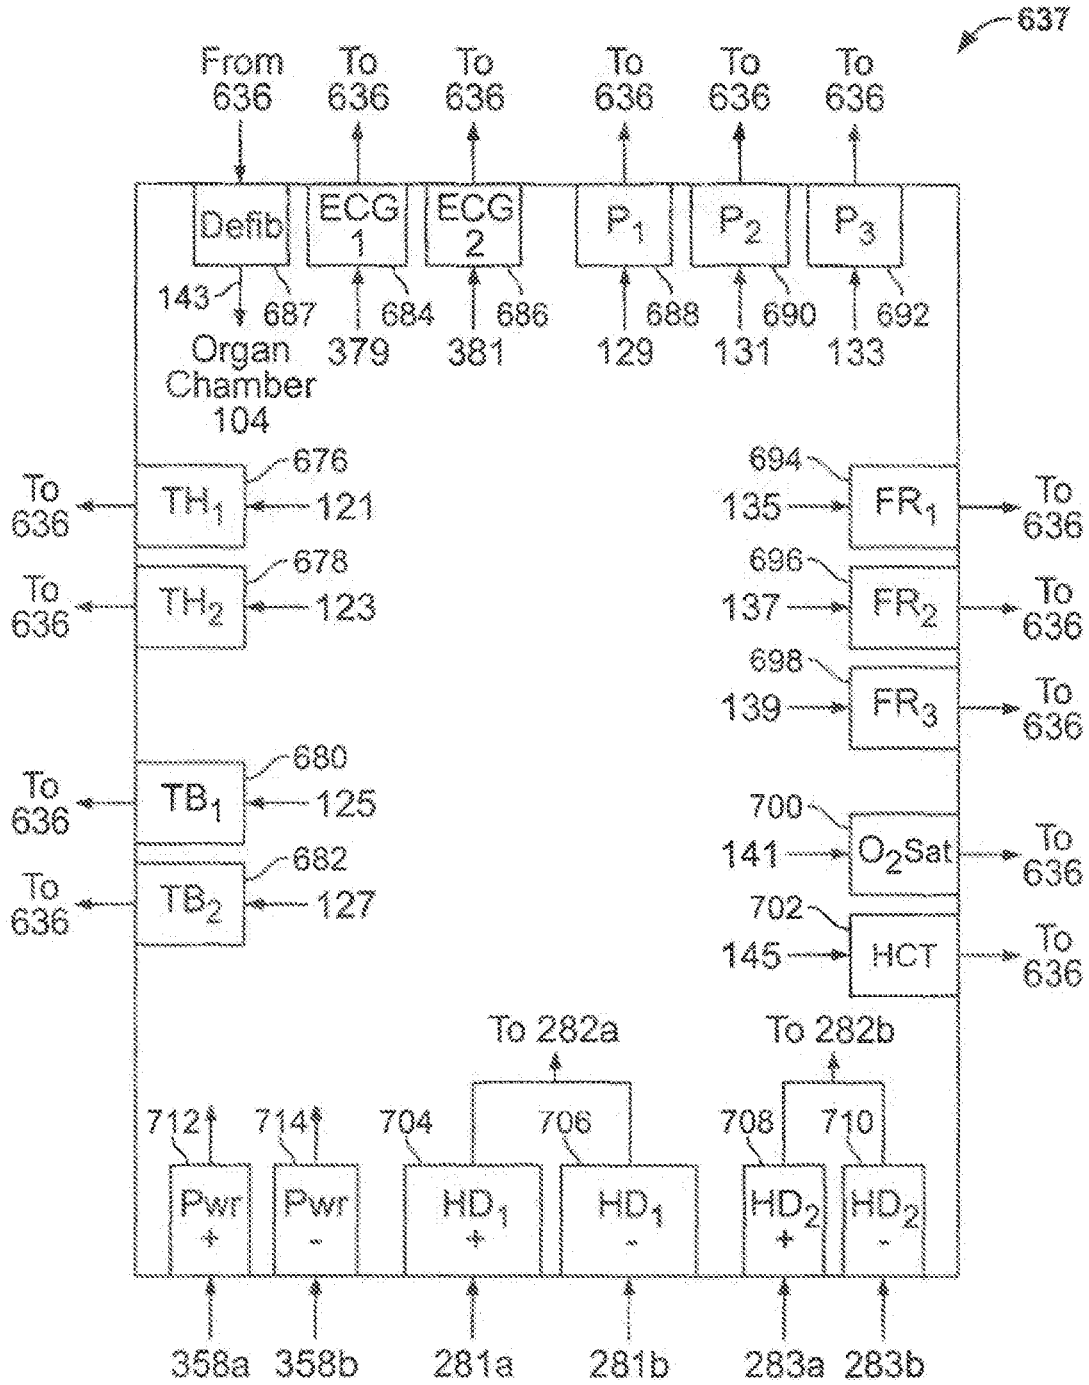 637
From 636
To 636
To 636
To 636
To 636
To 636
Defib
ECG 1
ECG 2
P1
P2
P3
143
687
684
686
688
690
692
Organ Chamber 104
379
381
129
131
133
To 636
TH1
676
121
To 636
TH2
678
123
To 636
TB1
680
125
To 636
TB2
682
127
694
135
FR1
To 636
696
137
FR2
To 636
698
139
FR3
To 636
700
141
O2Sat
To 636
702
145
HCT
To 636
To 282a
To 282b
712
714
704
706
708
710
Pwr +
Pwr -
HD1 +
HD1 -
HD2 +
HD2 -
358a
358b
281a
281b
283a
283b